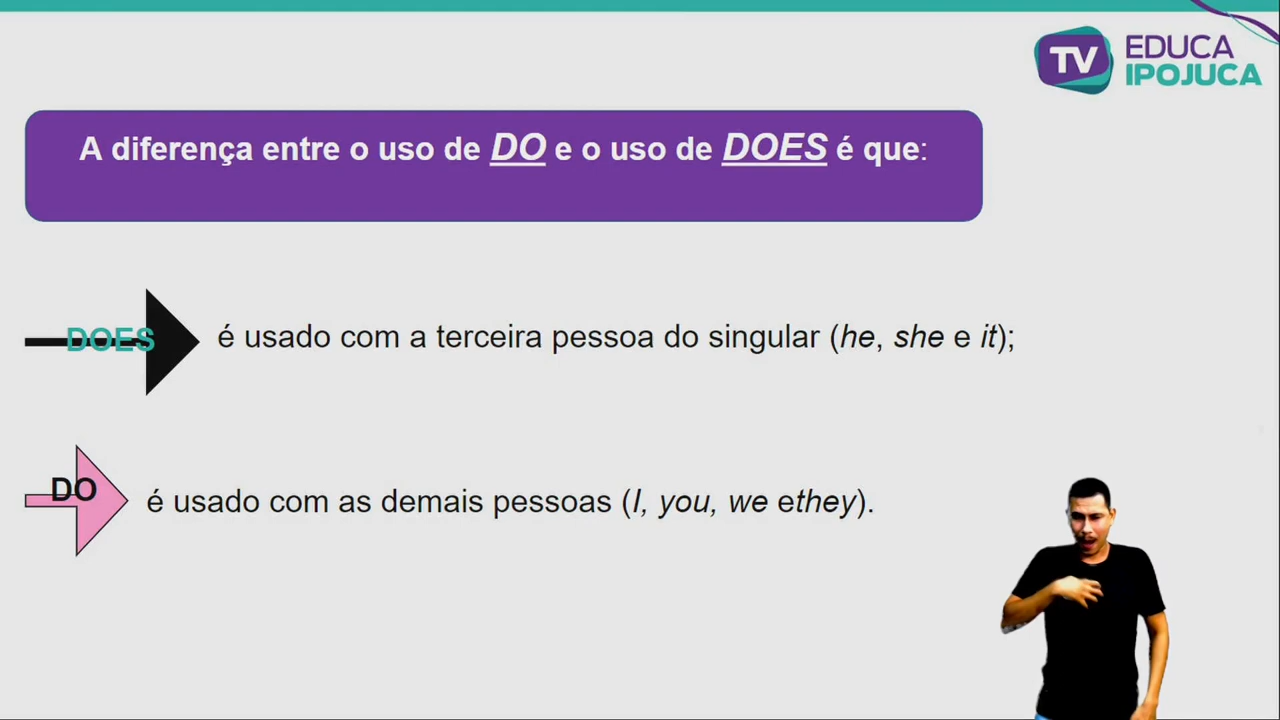 TV EDUCA
IPOJUCA
A diferença entre o uso de DO e o uso de DOES é que:
DOES é usado com a terceira pessoa do singular (he, she e it);
DO é usado com as demais pessoas (I, you, we ethey).